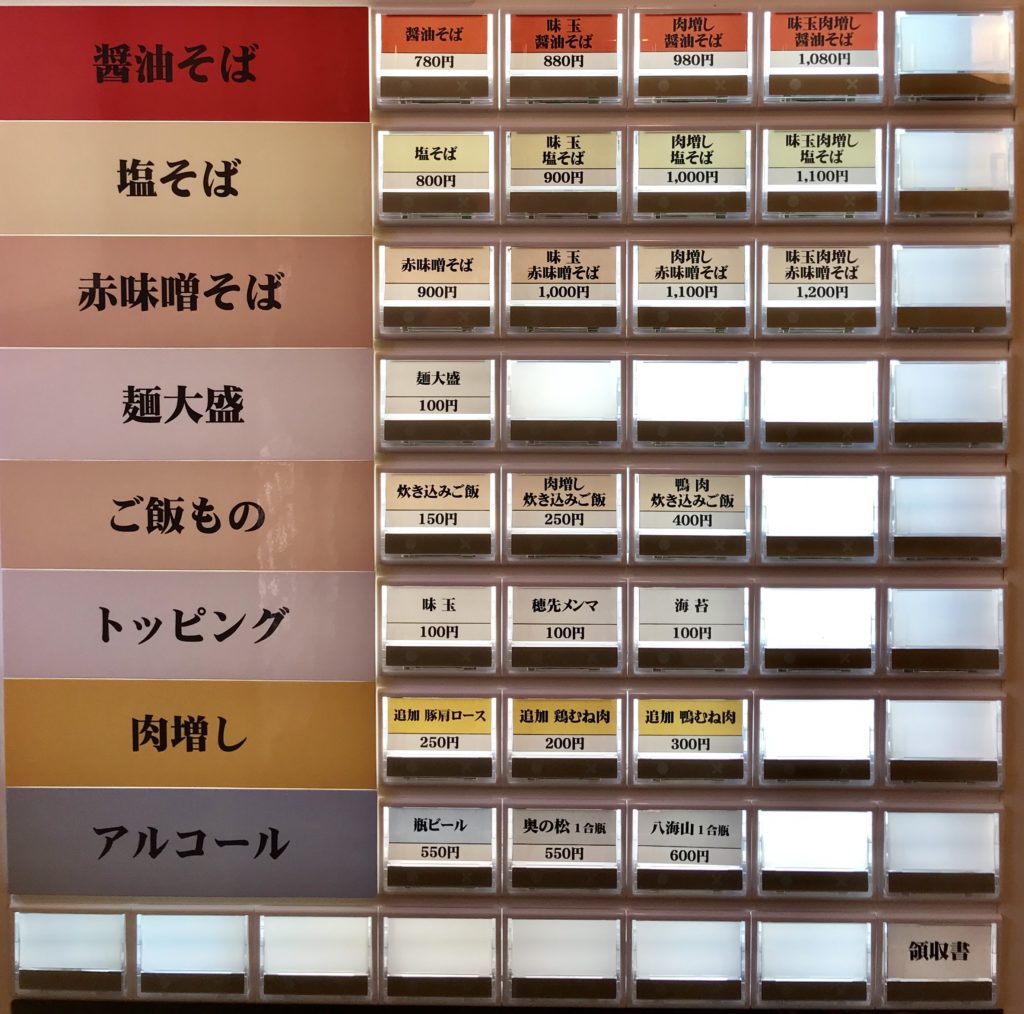 醤油そば
醤油そば
780円
味玉
醤油そば
880円
肉増し
醤油そば
980円
味玉肉増し
醤油そば
1,080円
塩そば
塩そば
800円
味玉
塩そば
900円
肉増し
塩そば
1,000円
味玉肉増し
塩そば
1,100円
赤味噌そば
赤味噌そば
900円
味玉
赤味噌そば
1,000円
肉増し
赤味噌そば
1,100円
味玉肉増し
赤味噌そば
1,200円
麺大盛
麺大盛
100円
ご飯もの
炊き込みご飯
150円
肉増し
炊き込みご飯
250円
鴨肉
炊き込みご飯
400円
トッピング
味玉
100円
穂先メンマ
100円
海苔
100円
肉増し
追加 豚肩ロース
250円
追加 鶏むね肉
200円
追加 鴨むね肉
300円
アルコール
瓶ビール
550円
奥の松 1合瓶
550円
八海山 1合瓶
600円
領収書